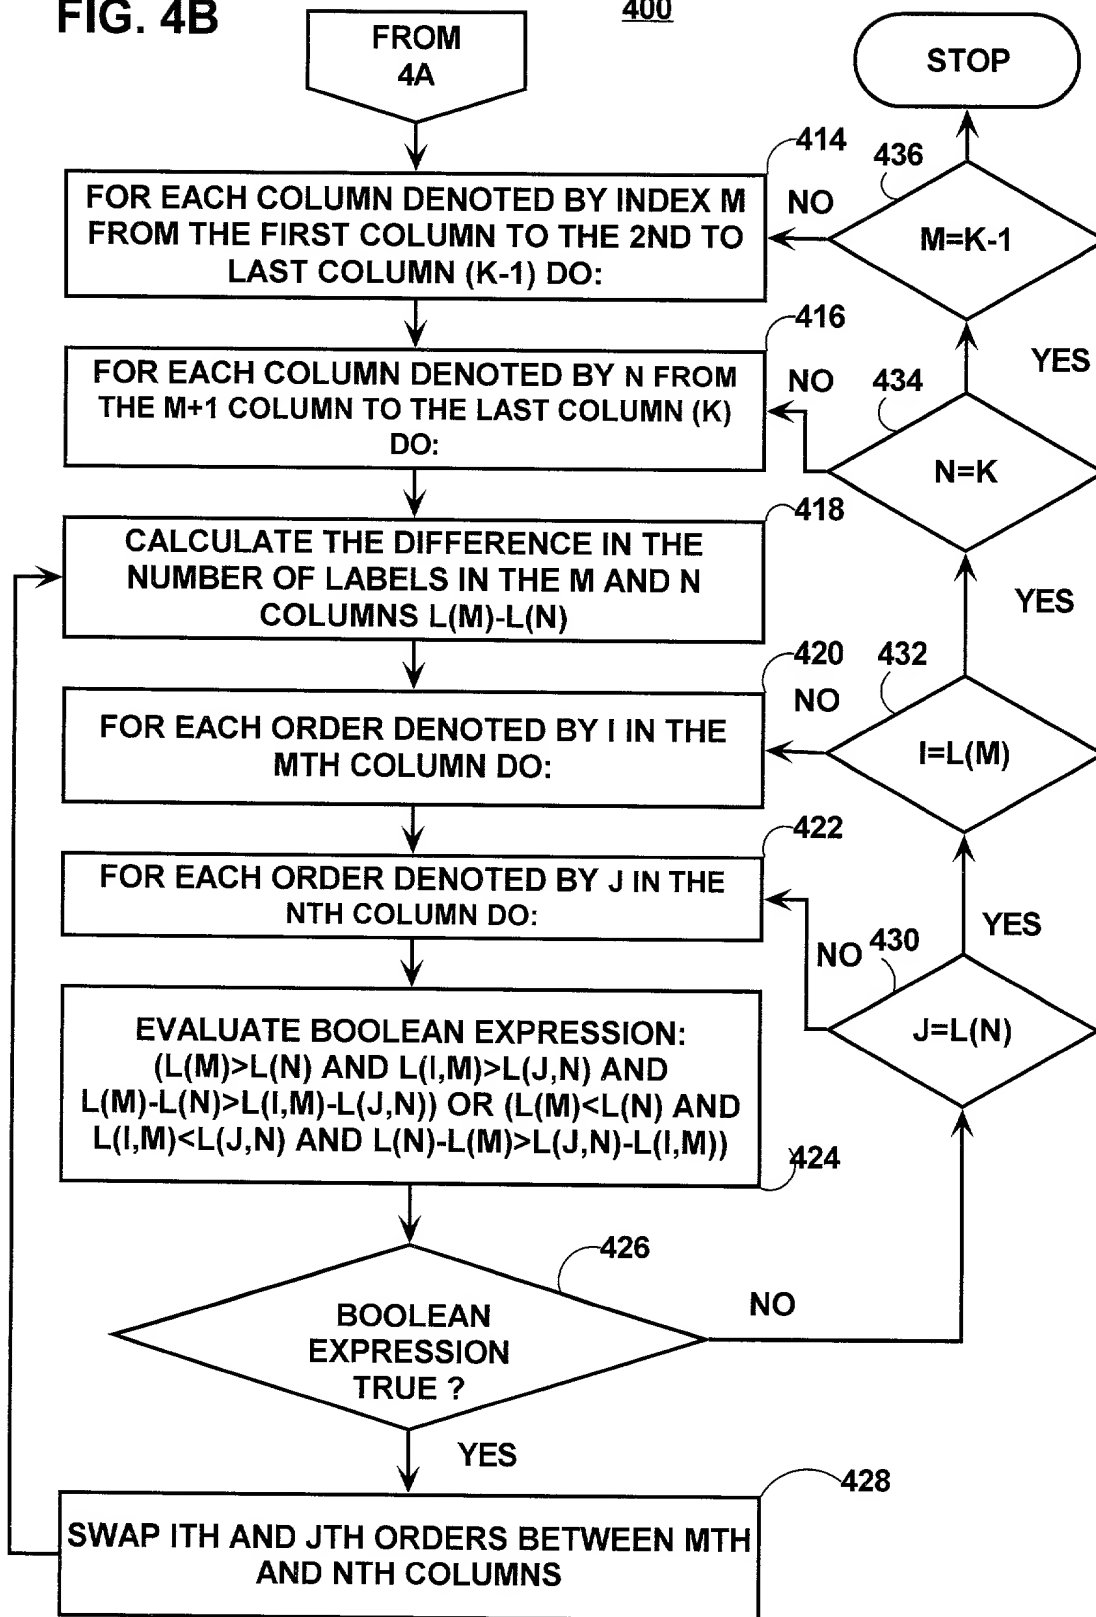 FIG. 4B
400
FROM
4A
STOP
414
FOR EACH COLUMN DENOTED BY INDEX M
FROM THE FIRST COLUMN TO THE 2ND TO
LAST COLUMN (K-1) DO:
436
NO
M=K-1
416
FOR EACH COLUMN DENOTED BY N FROM
THE M+1 COLUMN TO THE LAST COLUMN (K)
DO:
YES
NO
434
N=K
418
CALCULATE THE DIFFERENCE IN THE
NUMBER OF LABELS IN THE M AND N
COLUMNS L(M)-L(N)
YES
420
432
NO
FOR EACH ORDER DENOTED BY I IN THE
MTH COLUMN DO:
I=L(M)
422
FOR EACH ORDER DENOTED BY J IN THE
NTH COLUMN DO:
YES
NO
430
J=L(N)
EVALUATE BOOLEAN EXPRESSION:
(L(M)>L(N) AND L(I,M)>L(J,N) AND
L(M)-L(N)>L(I,M)-L(J,N)) OR (L(M)<L(N) AND
L(I,M)<L(J,N) AND L(N)-L(M)>L(J,N)-L(I,M))
424
426
BOOLEAN
EXPRESSION
TRUE ?
NO
YES
428
SWAP ITH AND JTH ORDERS BETWEEN MTH
AND NTH COLUMNS